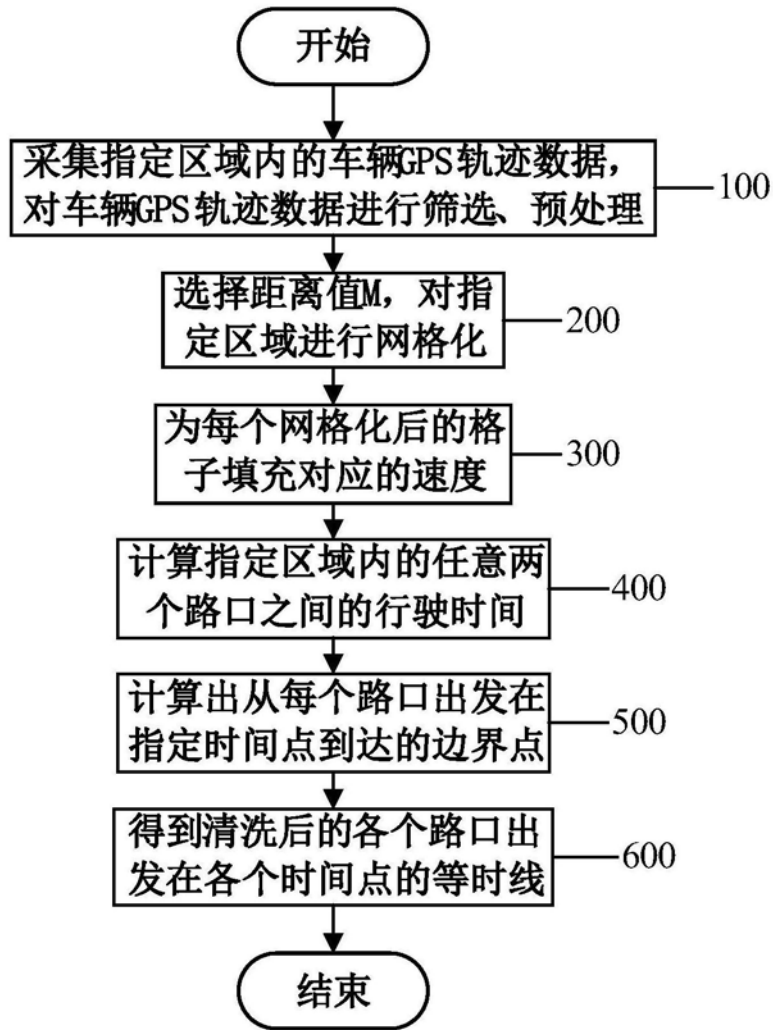 开始
采集指定区域内的车辆GPS轨迹数据，
对车辆GPS轨迹数据进行筛选、预处理
100
选择距离值M，对指
定区域进行网格化
200
为每个网格化后的格
子填充对应的速度
300
计算指定区域内的任意两
个路口之间的行驶时间
400
计算出从每个路口出发在
指定时间点到达的边界点
500
得到清洗后的各个路口出
发在各个时间点的等时线
600
结束